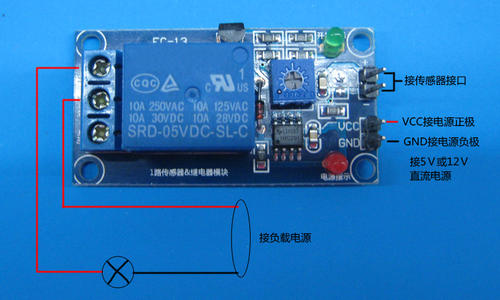 FC-13
CQC
US
1
10A 250VAC 10A 125VAC
10A 30VDC 10A 28VDC
SRD-05VDC-SL-C
1路传感器&继电器模块
VCC
GND
电源指示
接传感器接口
VCC接电源正极
GND接电源负极
接5V或12V
直流电源
接负载电源